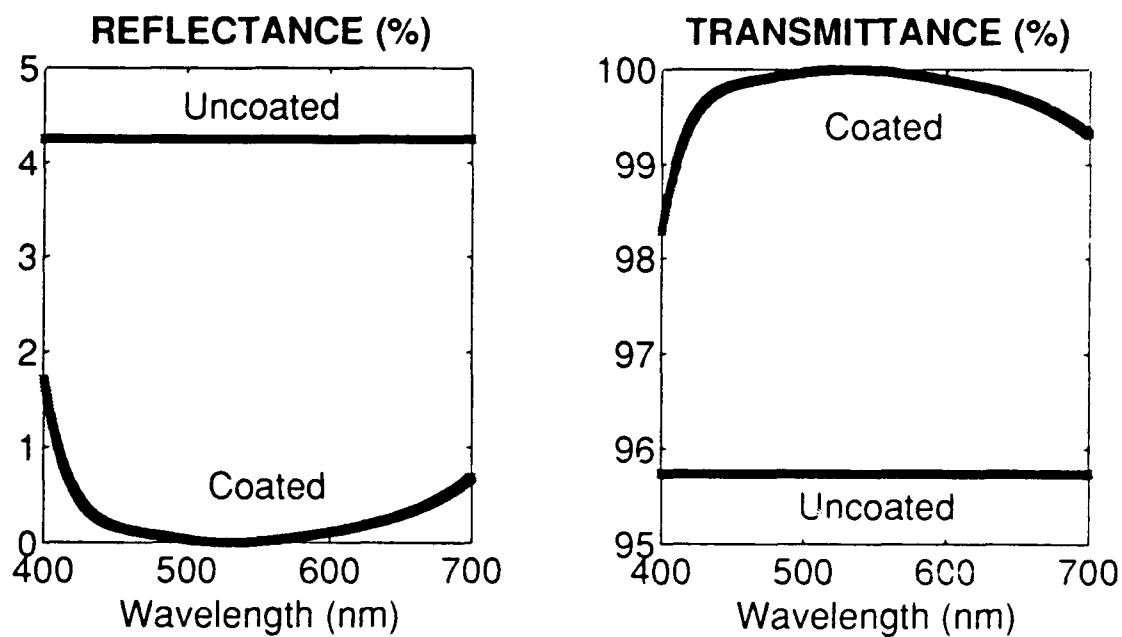 REFLECTANCE (%)
5
4
3
2
1
0
Uncoated
Coated
400 500 600 700
Wavelength (nm)
TRANSMITTANCE (%)
100
99
98
97
96
95
Coated
Uncoated
400 500 600 700
Wavelength (nm)